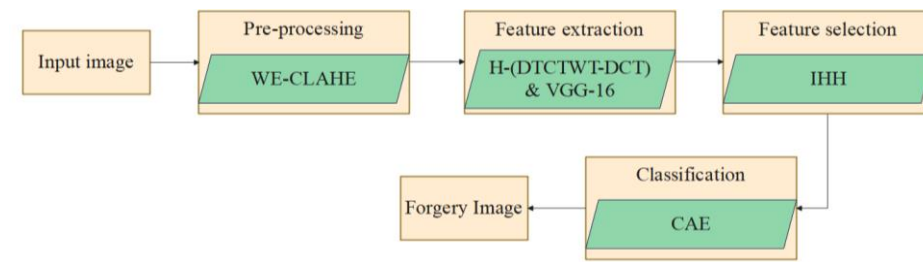 Input image
Pre-processing
WE-CLAHE
Feature extraction
H-(DTCTWT-DCT)
& VGG-16
Feature selection
IHH
Classification
CAE
Forgery Image